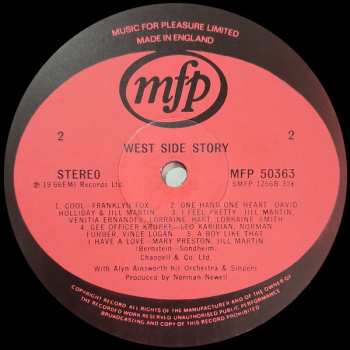 MUSIC FOR PLEASURE LIMITED
MADE IN ENGLAND
mfp
2 2
WEST SIDE STORY
STEREO MFP 50363
℗ 1966 EMI Records Ltd. SMFP 1256B 31a
1 - COOL - FRANKLYN FOX 2 - ONE HAND ONE HEART DAVID
HOLLIDAY & JILL MARTIN 3 - I FEEL PRETTY JILL MARTIN,
VENITIA ERNANDES, LORRAINE HART, LORRAINE SMITH
4 - GEE OFFICER KRUPKE - LEO KARIBIAN, NORMAN
FURBER, VINCE LOGAN 5 - A BOY LIKE THAT
I HAVE A LOVE - MARY PRESTON, JILL MARTIN
(Bernstein - Sondheim)
Chappell & Co. Ltd.
With Alyn Ainsworth his Orchestra & Singers
Produced by Norman Newell
COPYRIGHT RECORD ALL RIGHTS OF THE MANUFACTURER AND OF THE OWNER OF
THE RECORDED WORK RESERVED UNAUTHORISED PUBLIC PERFORMANCE
BROADCASTING AND COPY OF THIS RECORD PROHIBITED